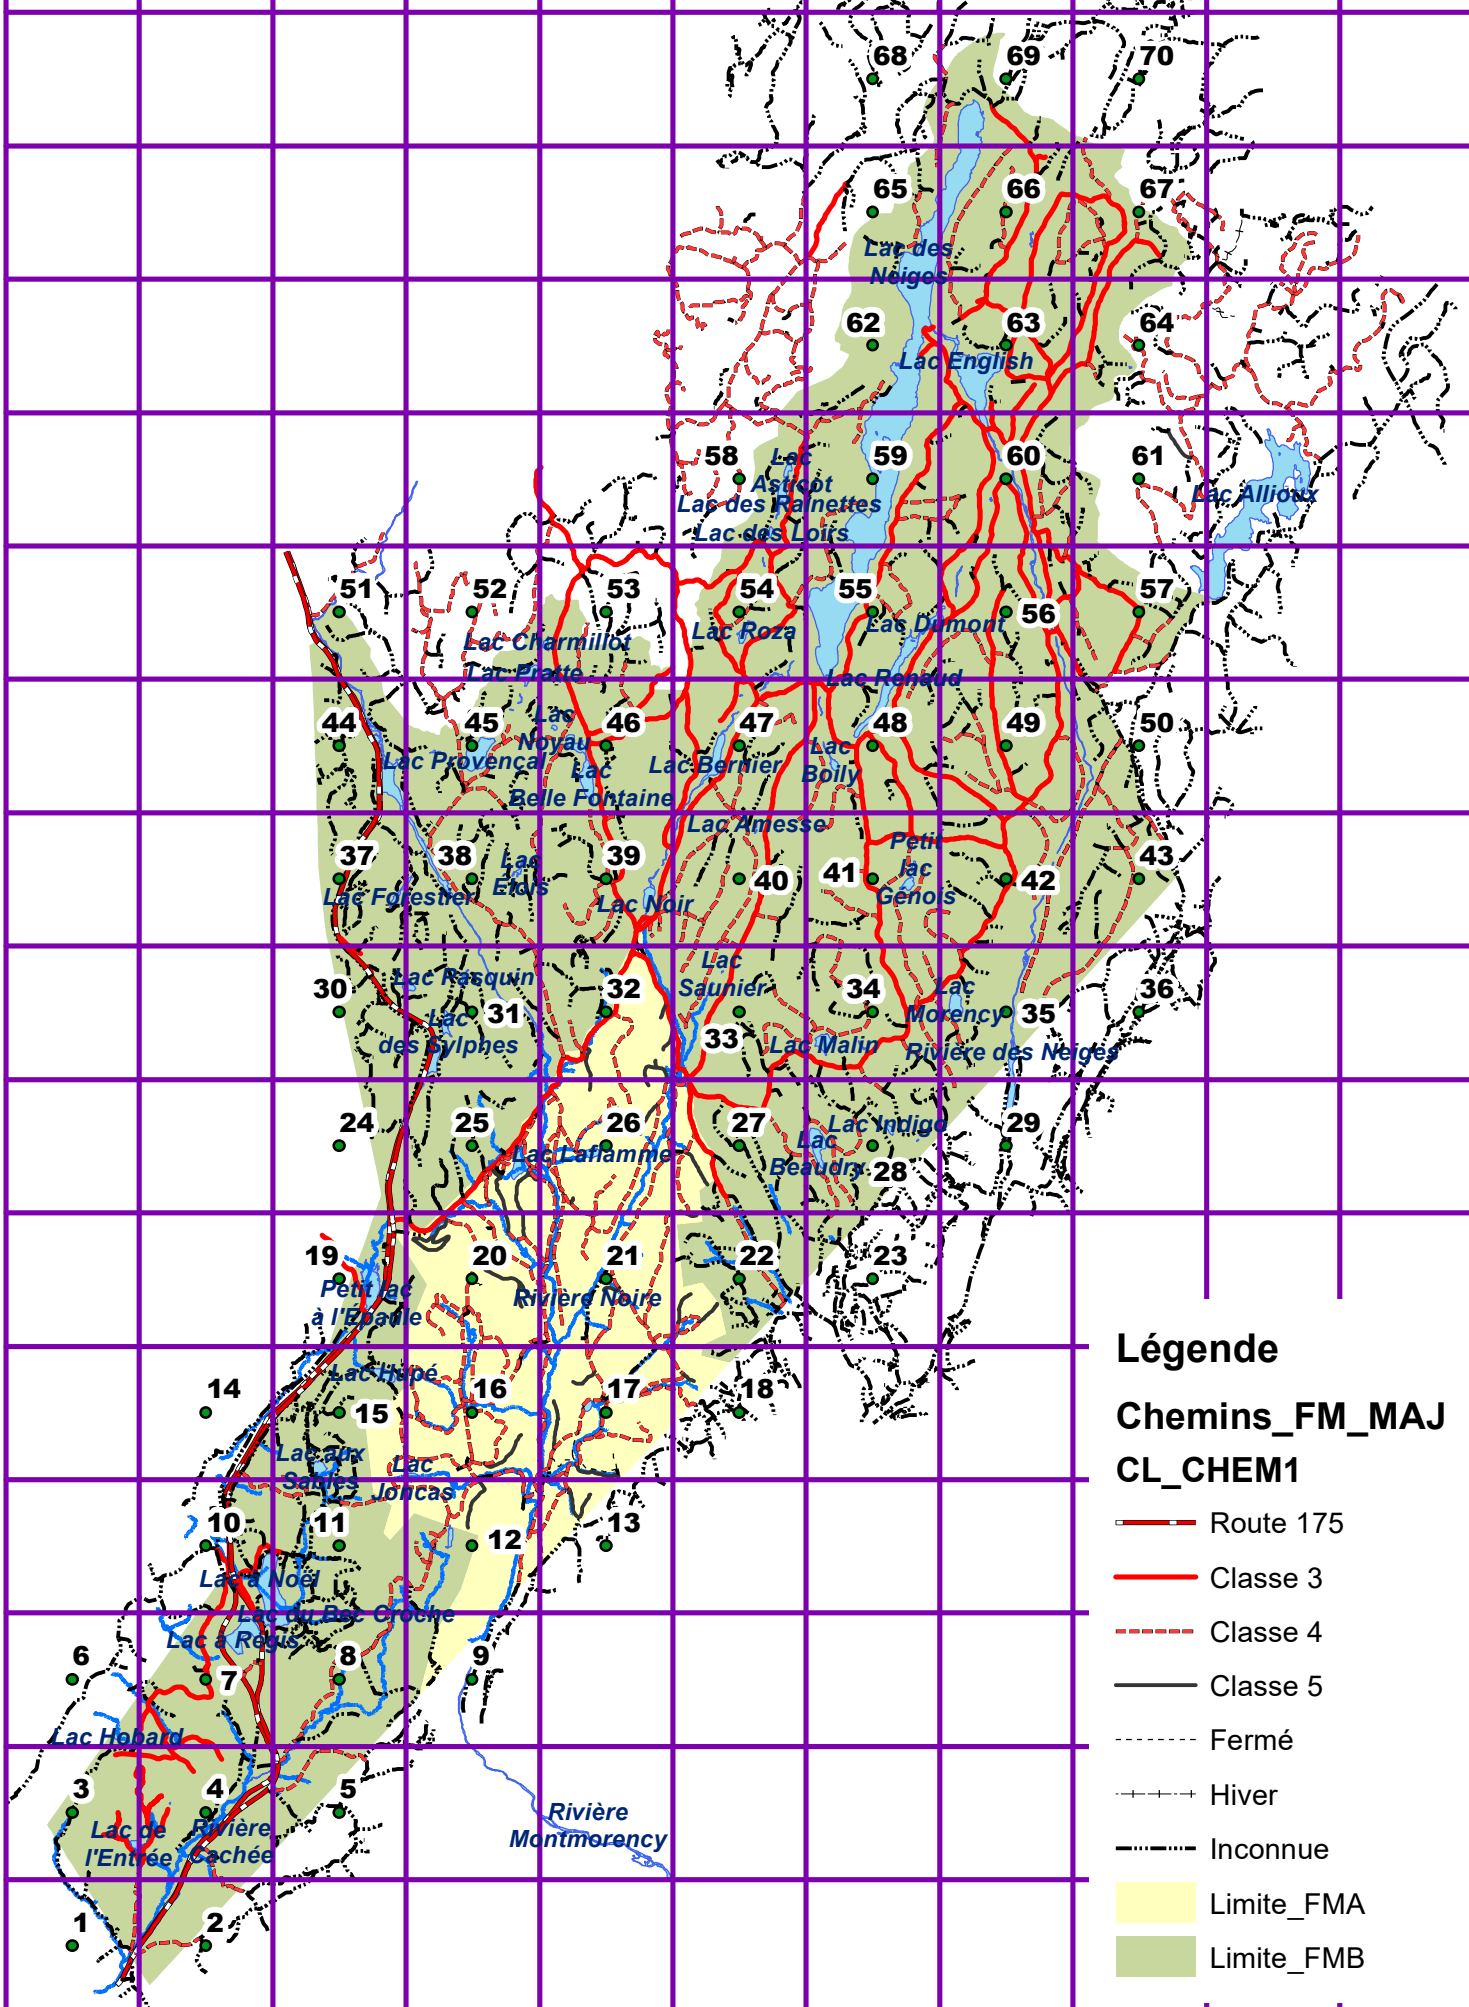 68
69
70
65
66
67
Lac des
Neiges
62
63
64
Lac English
58
59
60
61
Lac
Asticot
Lac des Rainettes
Lac des Loirs
Lac Allioux
51
52
53
54
55
56
57
Lac Charmillot
Lac Roza
Lac Dumont
Lac Pratte
Lac Renaud
44
45
46
47
48
49
50
Lac
Noyau
Lac Provençal
Lac
Belle Fontaine
Lac Bernier
Lac
Boily
Lac Amesse
37
38
39
40
41
42
43
Petit
lac
Génois
Lac
Elois
Lac Forestier
Lac Noir
30
31
32
33
34
35
36
Lac Pasquin
Lac
Saunier
Lac
Morency
Lac
des Sylphes
Lac Malin
Rivière des Neiges
24
25
26
27
28
29
Lac Indigo
Lac
Beaudry
Lac Laflamme
19
20
21
22
23
Petit lac
à l'Epaule
Rivière Noire
14
15
16
17
18
Lac Hupé
Lac aux
Sables
Lac
Joncas
10
11
12
13
Lac à Noël
Lac du Bec Croche
Lac à Régis
6
7
8
9
Lac Hobard
3
4
5
Lac de
l'Entrée
Rivière
Cachée
Rivière
Montmorency
1
2
Légende
Chemins_FM_MAJ
CL_CHEM1
Route 175
Classe 3
Classe 4
Classe 5
Fermé
Hiver
Inconnue
Limite_FMA
Limite_FMB